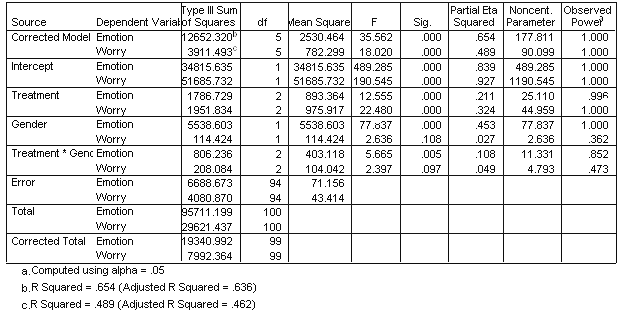 Source Dependent Variab Type III Sum of Squares df Mean Square F Sig. Partial Eta Squared Noncent. Parameter Observed Power a
Corrected Model Emotion 12652.320b 5 2530.464 35.562 .000 .654 177.811 1.000
Worry 3911.493c 5 782.299 18.020 .000 .489 90.099 1.000
Intercept Emotion 34815.635 1 34815.635 489.285 .000 .839 489.285 1.000
Worry 51685.732 1 51685.732 190.545 .000 .927 1190.545 1.000
Treatment Emotion 1786.729 2 893.364 12.555 .000 .211 25.110 .996
Worry 1951.834 2 975.917 22.480 .000 .324 44.959 1.000
Gender Emotion 5538.603 1 5538.603 77.837 .000 .453 77.837 1.000
Worry 114.424 1 114.424 2.636 .108 .027 2.636 .362
Treatment * Genc Emotion 806.236 2 403.118 5.665 .005 .108 11.331 .852
Worry 208.084 2 104.042 2.397 .097 .049 4.793 .473
Error Emotion 6688.673 94 71.156
Worry 4080.870 94 43.414
Total Emotion 95711.199 100
Worry 29621.437 100
Corrected Total Emotion 19340.992 99
Worry 7992.364 99
a. Computed using alpha = .05
b. R Squared = .654 (Adjusted R Squared = .636)
c. R Squared = .489 (Adjusted R Squared = .462)